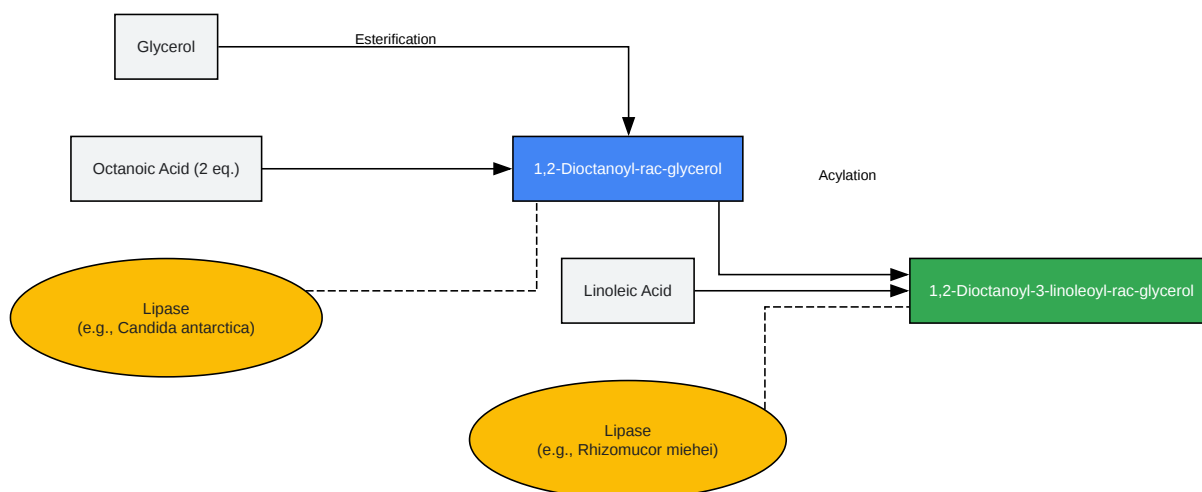 Glycerol
Esterification
Octanoic Acid (2 eq.)
1,2-Dioctanoyl-rac-glycerol
Acylation
Lipase
(e.g., Candida antarctica)
Linoleic Acid
1,2-Dioctanoyl-3-linoleoyl-rac-glycerol
Lipase
(e.g., Rhizomucor miehei)